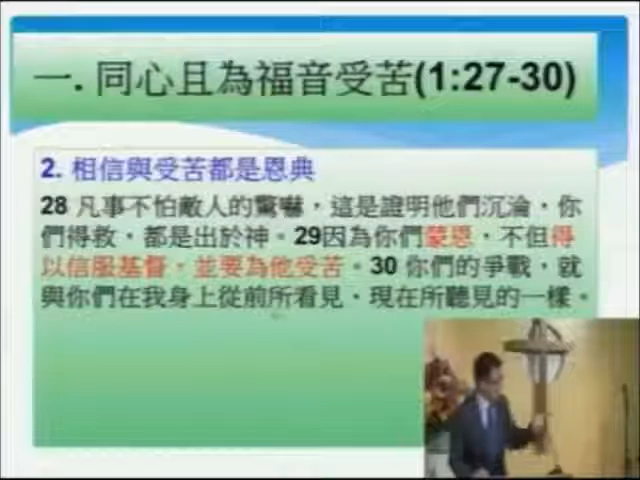 一. 同心且為福音受苦(1:27-30)
2. 相信與受苦都是恩典
28 凡事不怕敵人的驚嚇，這是證明他們沉淪，你
們得救，都是出於神。29因為你們蒙恩，不但得
以信服基督，並要為他受苦。30 你們的爭戰，就
與你們在我身上從前所看見，現在所聽見的一樣。